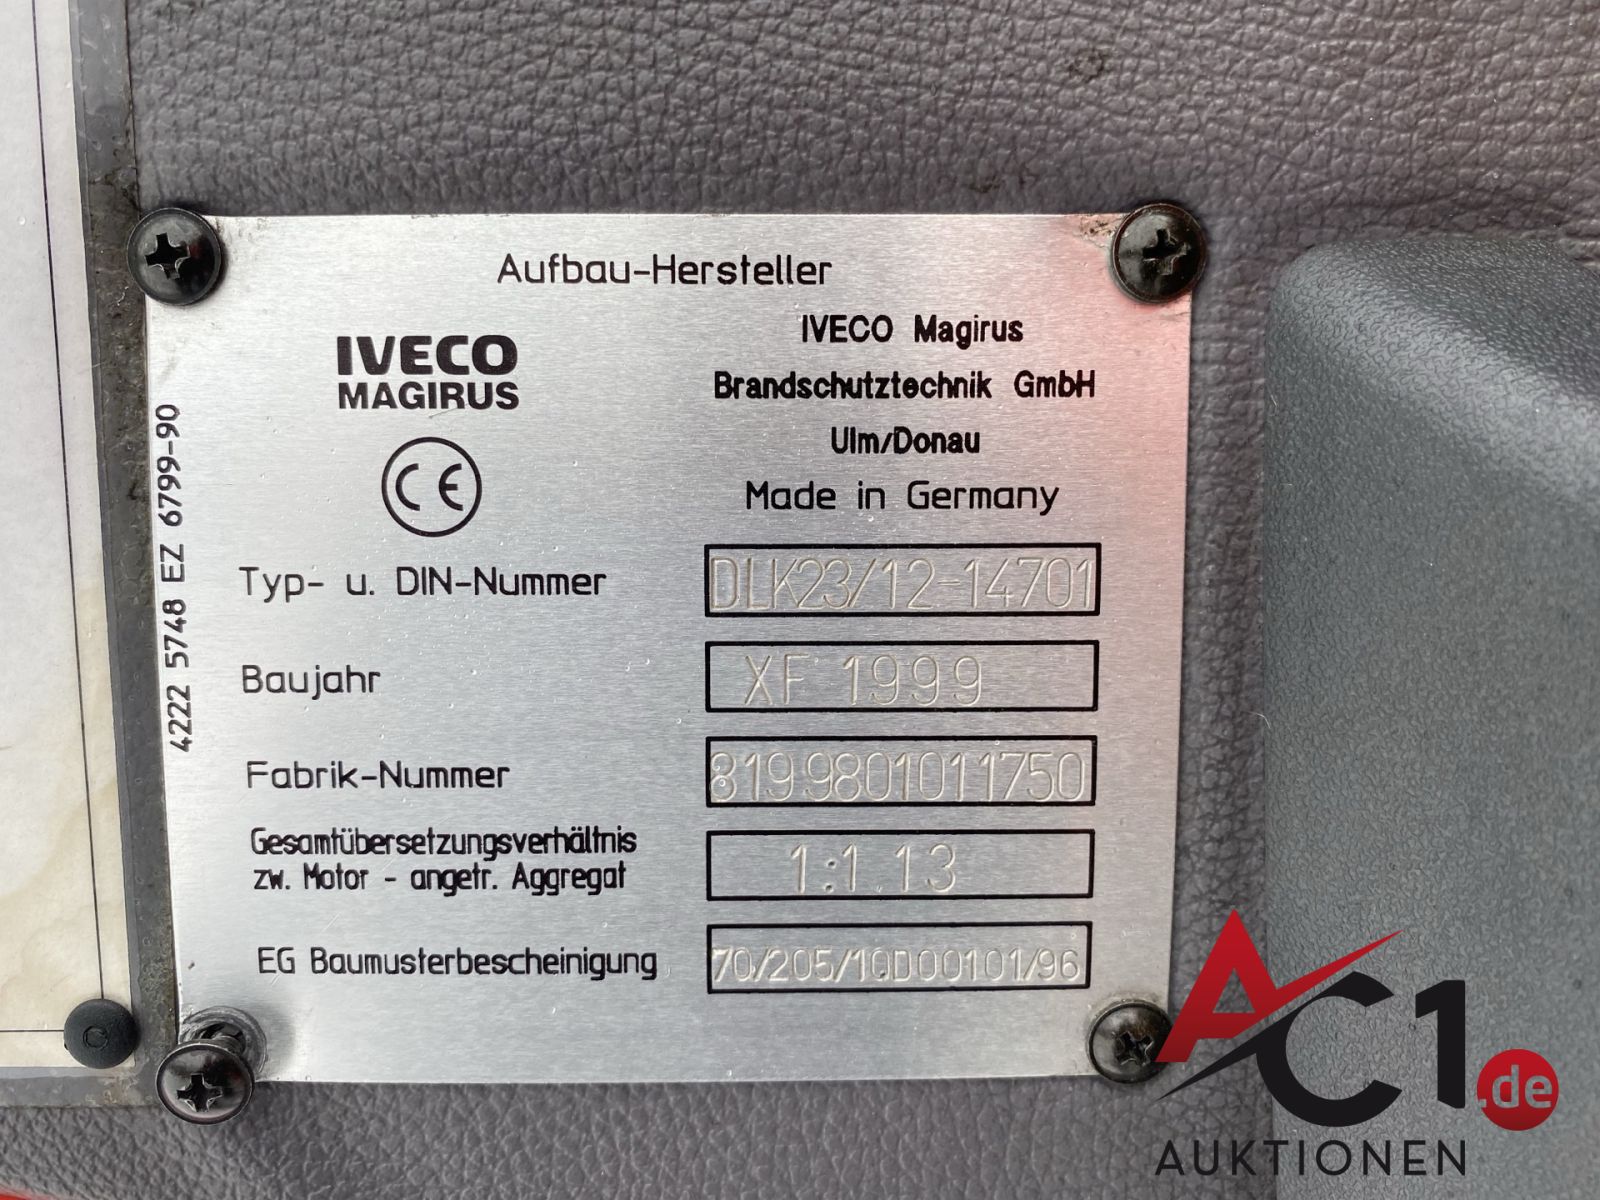 Aufbau-Hersteller
IVECO
MAGIRUS
IVECO Magirus
Brandschutztechnik GmbH
Ulm/Donau
Made in Germany
CE
Typ- u. DIN-Nummer DLK23/12-14701
Baujahr XF 1999
Fabrik-Nummer 8199801011750
Gesamtübersetzungsverhältnis
zw. Motor - angetr. Aggregat 1:1.13
EG Baumusterbescheinigung 70/205/10D00101/96
4222 5748 EZ 6799-90
AC1.de
AUKTIONEN